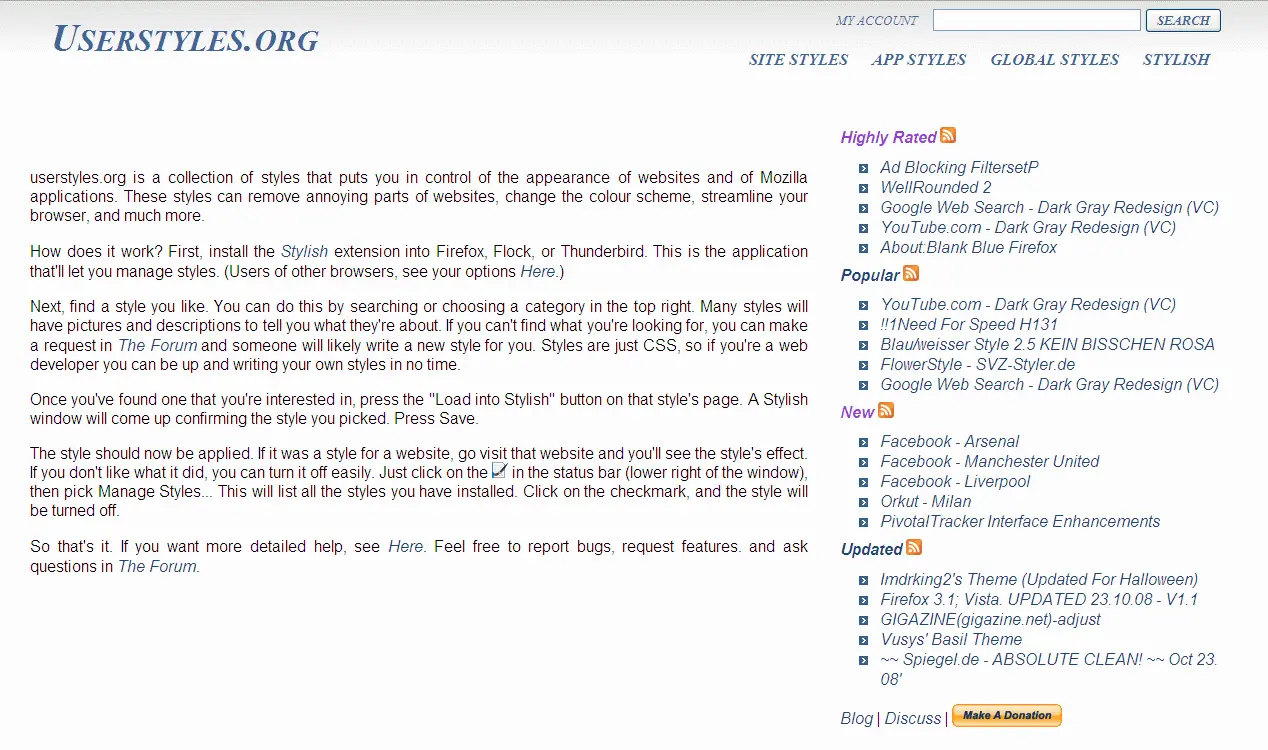 USERSTYLES.ORG
MY ACCOUNT
SEARCH
SITE STYLES APP STYLES GLOBAL STYLES STYLISH
userstyles.org is a collection of styles that puts you in control of the appearance of websites and of Mozilla
applications. These styles can remove annoying parts of websites, change the colour scheme, streamline your
browser, and much more.
How does it work? First, install the Stylish extension into Firefox, Flock, or Thunderbird. This is the application
that'll let you manage styles. (Users of other browsers, see your options Here.)
Next, find a style you like. You can do this by searching or choosing a category in the top right. Many styles will
have pictures and descriptions to tell you what they're about. If you can't find what you're looking for, you can make
a request in The Forum and someone will likely write a new style for you. Styles are just CSS, so if you're a web
developer you can be up and writing your own styles in no time.
Once you've found one that you're interested in, press the "Load into Stylish" button on that style's page. A Stylish
window will come up confirming the style you picked. Press Save.
The style should now be applied. If it was a style for a website, go visit that website and you'll see the style's effect.
If you don't like what it did, you can turn it off easily. Just click on the in the status bar (lower right of the window),
then pick Manage Styles... This will list all the styles you have installed. Click on the checkmark, and the style will
be turned off.
So that's it. If you want more detailed help, see Here. Feel free to report bugs, request features. and ask
questions in The Forum.
Highly Rated
Ad Blocking FiltersetP
WellRounded 2
Google Web Search - Dark Gray Redesign (VC)
YouTube.com - Dark Gray Redesign (VC)
About:Blank Blue Firefox
Popular
YouTube.com - Dark Gray Redesign (VC)
!!1Need For Speed H131
Blau/weisser Style 2.5 KEIN BISSCHEN ROSA
FlowerStyle - SVZ-Styler.de
Google Web Search - Dark Gray Redesign (VC)
New
Facebook - Arsenal
Facebook - Manchester United
Facebook - Liverpool
Orkut - Milan
PivotalTracker Interface Enhancements
Updated
Imdrking2's Theme (Updated For Halloween)
Firefox 3.1; Vista. UPDATED 23.10.08 - V1.1
GIGAZINE(gigazine.net)-adjust
Vusys' Basil Theme
~~ Spiegel.de - ABSOLUTE CLEAN! ~~ Oct 23.
08'
Blog | Discuss | Make A Donation